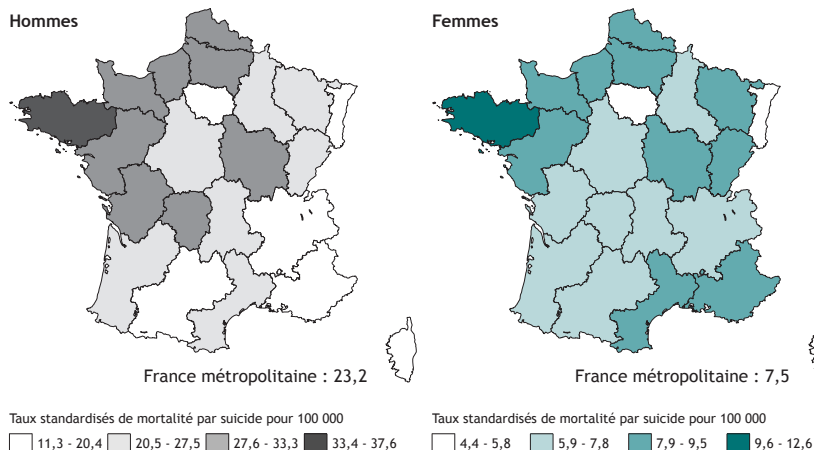 Hommes
France métropolitaine : 23,2
Taux standardisés de mortalité par suicide pour 100 000
11,3 - 20,4
20,5 - 27,5
27,6 - 33,3
33,4 - 37,6
Femmes
France métropolitaine : 7,5
Taux standardisés de mortalité par suicide pour 100 000
4,4 - 5,8
5,9 - 7,8
7,9 - 9,5
9,6 - 12,6